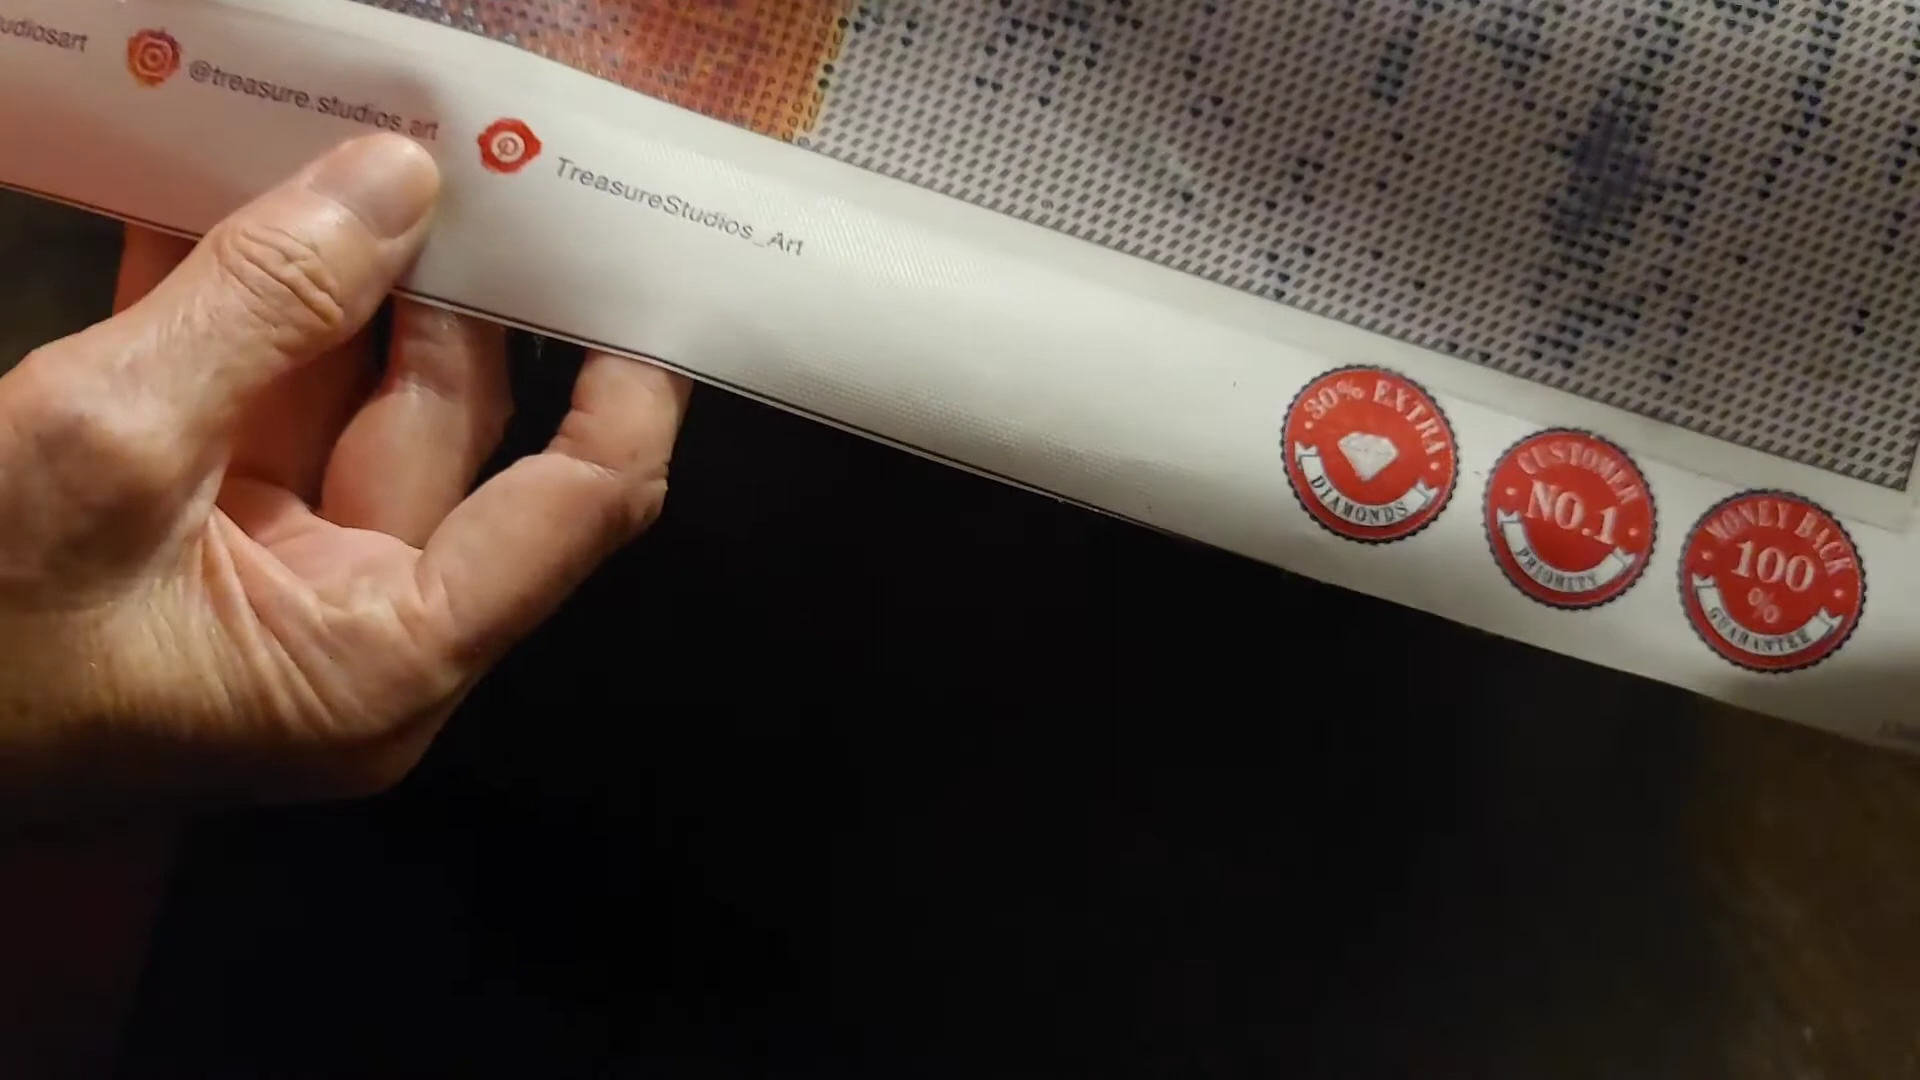 udiosart
@treasure.studios.art
TreasureStudios_Art
30% EXTRA
DIAMONDS
CUSTOMER
NO.1
PRIORITY
MONEY BACK
100
%
GUARANTEE